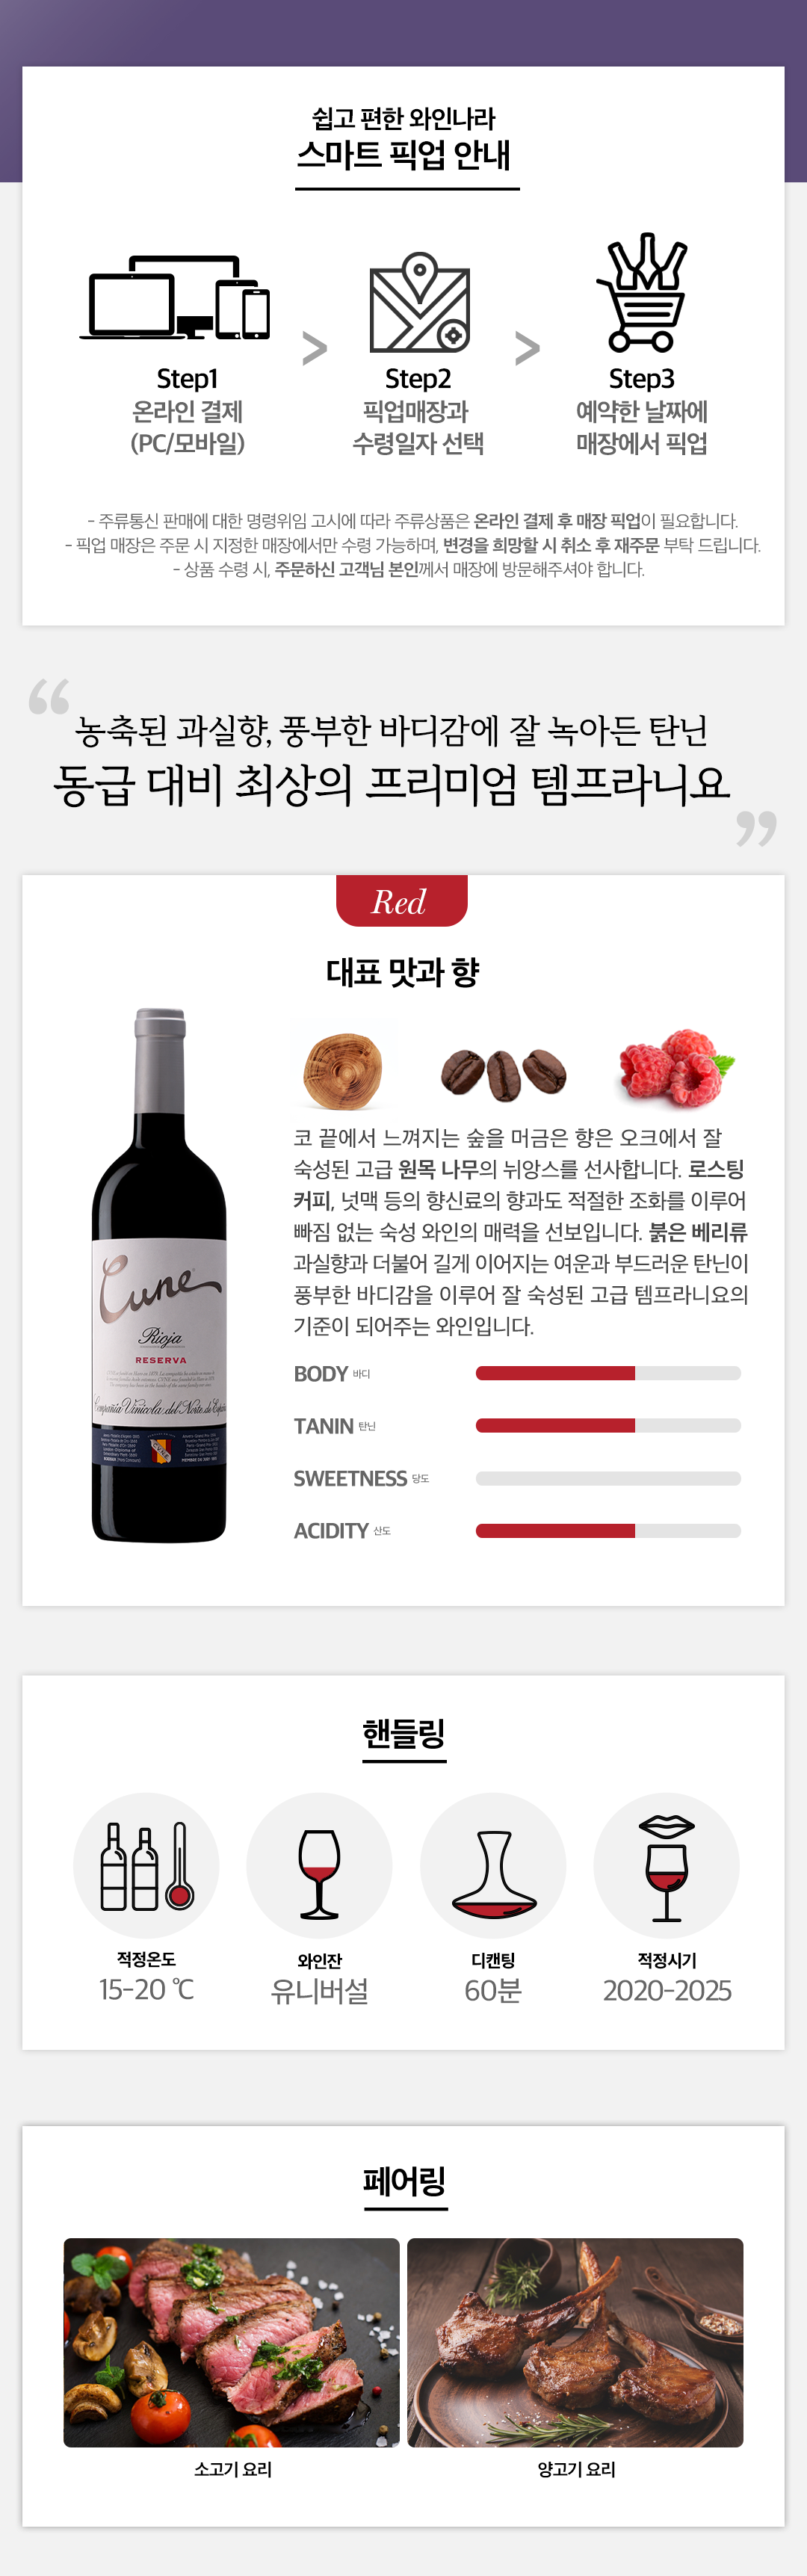 쉽고 편한 와인나라
스마트 픽업 안내
Step1
온라인 결제
(PC/모바일)
>
Step2
픽업매장과
수령일자 선택
>
Step3
예약한 날짜에
매장에서 픽업
- 주류통신 판매에 대한 명령위임 고시에 따라 주류상품은 온라인 결제 후 매장 픽업이 필요합니다.
- 픽업 매장은 주문 시 지정한 매장에서만 수령 가능하며, 변경을 희망할 시 취소 후 재주문 부탁 드립니다.
- 상품 수령 시, 주문하신 고객님 본인께서 매장에 방문해주셔야 합니다.
“농축된 과실향, 풍부한 바디감에 잘 녹아든 탄닌
동급 대비 최상의 프리미엄 템프라니요”
Red
대표 맛과 향
Cune
Rioja
RESERVA
Compañía Vinícola del Norte de España
코 끝에서 느껴지는 숲을 머금은 향은 오크에서 잘
숙성된 고급 원목 나무의 뉘앙스를 선사합니다. 로스팅
커피, 넛맥 등의 향신료의 향과도 적절한 조화를 이루어
빠짐 없는 숙성 와인의 매력을 선보입니다. 붉은 베리류
과실향과 더불어 길게 이어지는 여운과 부드러운 탄닌이
풍부한 바디감을 이루어 잘 숙성된 고급 템프라니요의
기준이 되어주는 와인입니다.
BODY 바디
TANIN 탄닌
SWEETNESS 당도
ACIDITY 산도
핸들링
적정온도
15-20 ℃
와인잔
유니버설
디캔팅
60분
적정시기
2020-2025
페어링
소고기 요리
양고기 요리